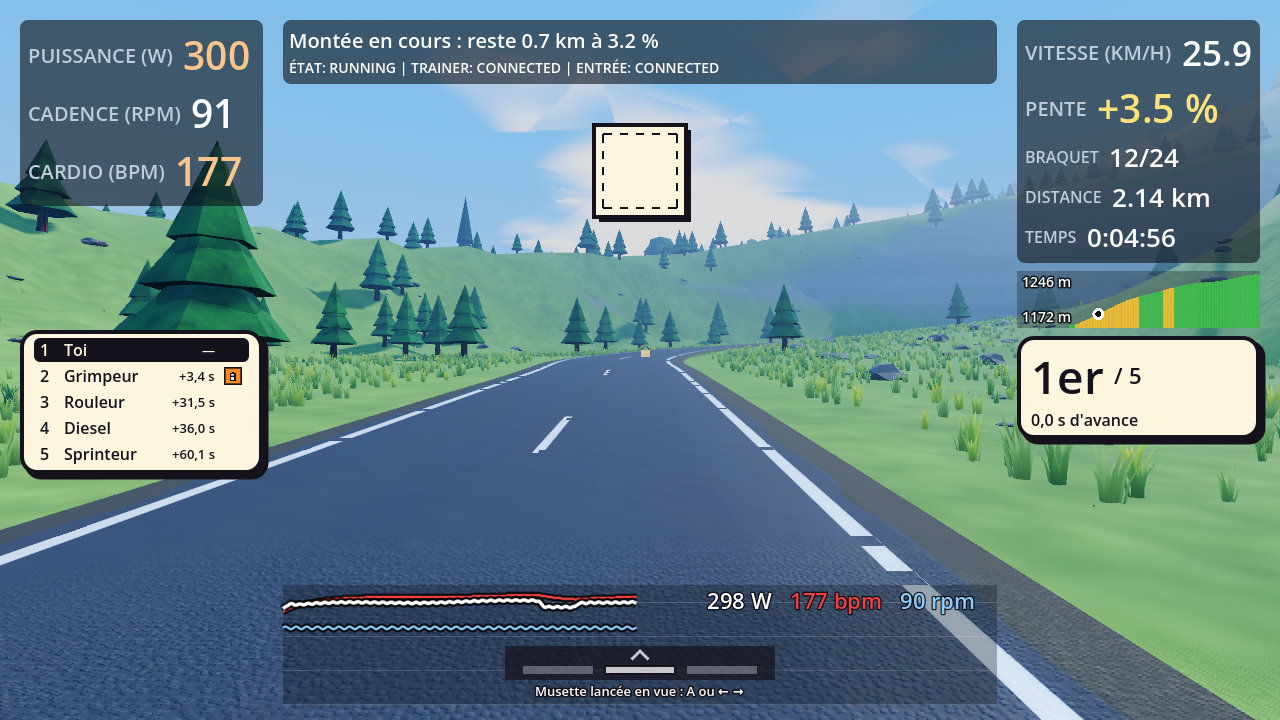 PUISSANCE (W) 300
CADENCE (RPM) 91
CARDIO (BPM) 177
Montée en cours : reste 0.7 km à 3.2 %
ÉTAT: RUNNING | TRAINER: CONNECTED | ENTRÉE: CONNECTED
VITESSE (KM/H) 25.9
PENTE +3.5 %
BRAQUET 12/24
DISTANCE 2.14 km
TEMPS 0:04:56
1246 m
1172 m
1 Toi —
2 Grimpeur +3,4 s
3 Rouleur +31,5 s
4 Diesel +36,0 s
5 Sprinteur +60,1 s
1er / 5
0,0 s d'avance
298 W 177 bpm 90 rpm
Musette lancée en vue : A ou ← →